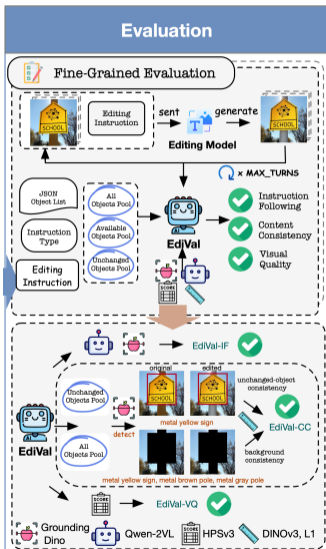 Evaluation
Fine-Grained Evaluation
Editing
Instruction
sent
generate
SCHOOL
SCHOOL
Editing Model
x MAX_TURNS
JSON
Object List
All
Objects Pool
Instruction
Type
Available
Objects Pool
Editing
Instruction
Unchanged
Objects Pool
EdiVal
Instruction
Following
Content
Consistency
Visual
Quality
SCORE
EdiVal-IF
original
edited
Unchanged
Objects Pool
SCHOOL
SCHOOL
unchanged-object
consistency
EdiVal
detect
metal yellow sign
EdiVal-CC
All
Objects Pool
background
consistency
metal yellow sign, metal brown pole, metal gray pole
SCORE
EdiVal-VQ
Grounding
Dino
Qwen-2VL
SCORE
HPSv3
DINOv3, L1